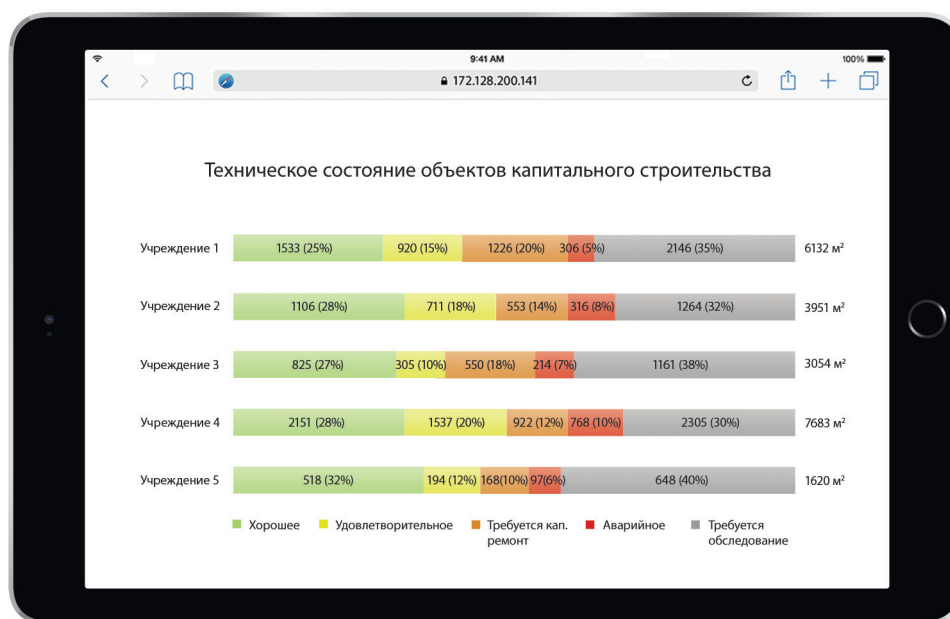 9:41 AM
100%
172.128.200.141
Техническое состояние объектов капитального строительства
Учреждение 1 1533 (25%) 920 (15%) 1226 (20%) 306 (5%) 2146 (35%) 6132 м²
Учреждение 2 1106 (28%) 711 (18%) 553 (14%) 316 (8%) 1264 (32%) 3951 м²
Учреждение 3 825 (27%) 305 (10%) 550 (18%) 214 (7%) 1161 (38%) 3054 м²
Учреждение 4 2151 (28%) 1537 (20%) 922 (12%) 768 (10%) 2305 (30%) 7683 м²
Учреждение 5 518 (32%) 194 (12%) 168(10%) 97(6%) 648 (40%) 1620 м²
Хорошее Удовлетворительное Требуется кап. Аварийное Требуется
ремонт обследование